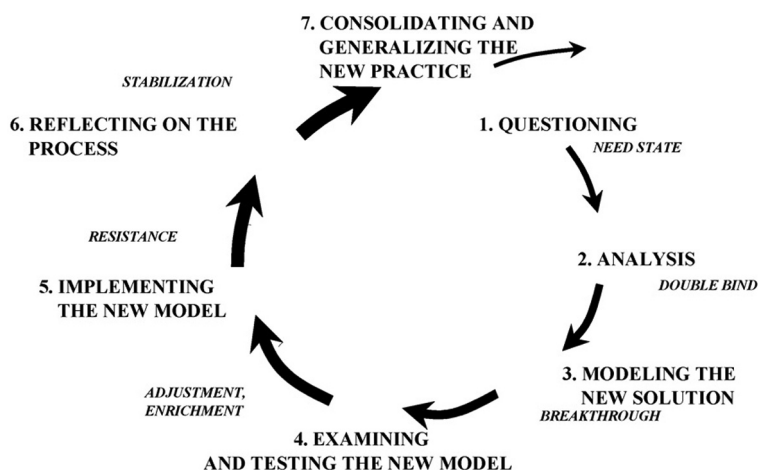 7. CONSOLIDATING AND
GENERALIZING THE
NEW PRACTICE
STABILIZATION
6. REFLECTING ON THE
PROCESS
1. QUESTIONING
NEED STATE
RESISTANCE
2. ANALYSIS
DOUBLE BIND
5. IMPLEMENTING
THE NEW MODEL
3. MODELING THE
NEW SOLUTION
BREAKTHROUGH
ADJUSTMENT,
ENRICHMENT
4. EXAMINING
AND TESTING THE NEW MODEL